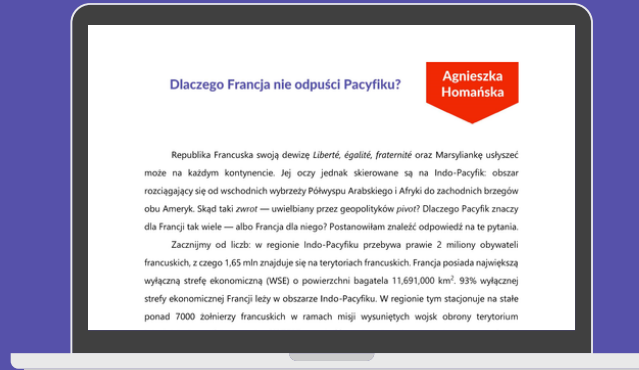 Dlaczego Francja nie odpuści Pacyfiku?
Agnieszka
Homańska
Republika Francuska swoją dewizę Liberté, égalité, fraternité oraz Marsyliankę usłyszeć
może na każdym kontynencie. Jej oczy jednak skierowane są na Indo-Pacyfik: obszar
rozciągający się od wschodnich wybrzeży Półwyspu Arabskiego i Afryki do zachodnich brzegów
obu Ameryk. Skąd taki zwrot — uwielbiany przez geopolityków pivot? Dlaczego Pacyfik znaczy
dla Francji tak wiele — albo Francja dla niego? Postanowiłam znaleźć odpowiedź na te pytania.
Zacznijmy od liczb: w regionie Indo-Pacyfiku przebywa prawie 2 miliony obywateli
francuskich, z czego 1,65 mln znajduje się na terytoriach francuskich. Francja posiada największą
wyłączną strefę ekonomiczną (WSE) o powierzchni bagatela 11,691,000 km². 93% wyłącznej
strefy ekonomicznej Francji leży w obszarze Indo-Pacyfiku. W regionie tym stacjonuje na stałe
ponad 7000 żołnierzy francuskich w ramach misji wysuniętych wojsk obrony terytorium